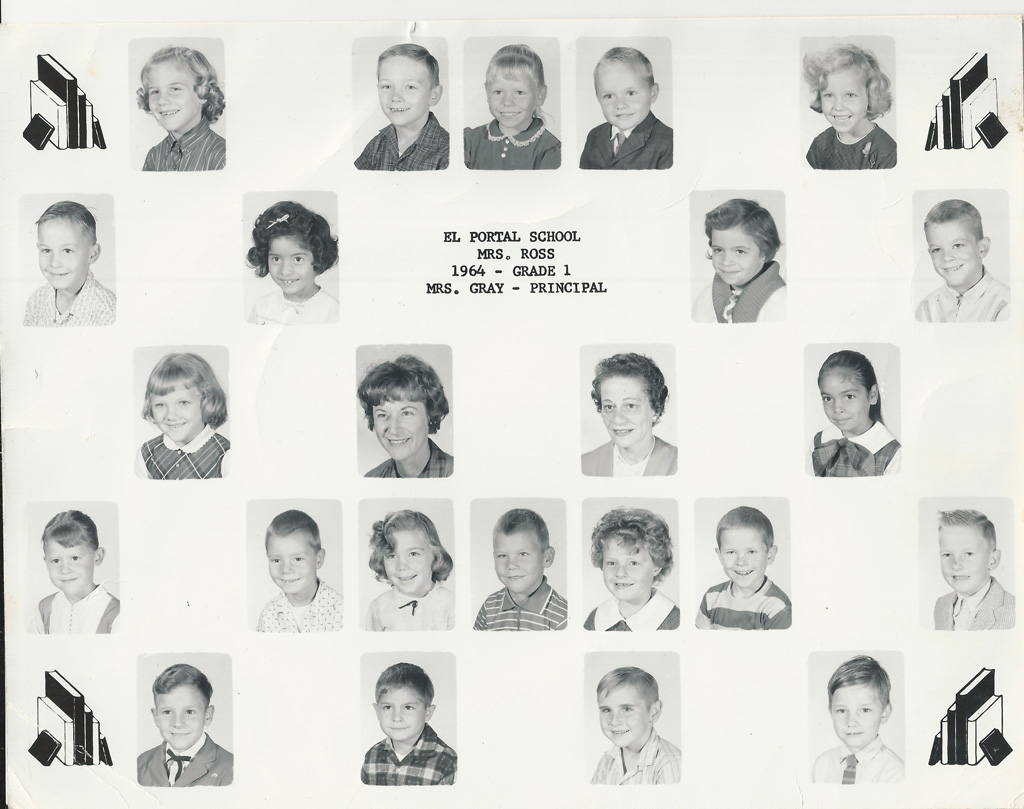 EL PORTAL SCHOOL
MRS. ROSS
1964 - GRADE 1
MRS. GRAY - PRINCIPAL